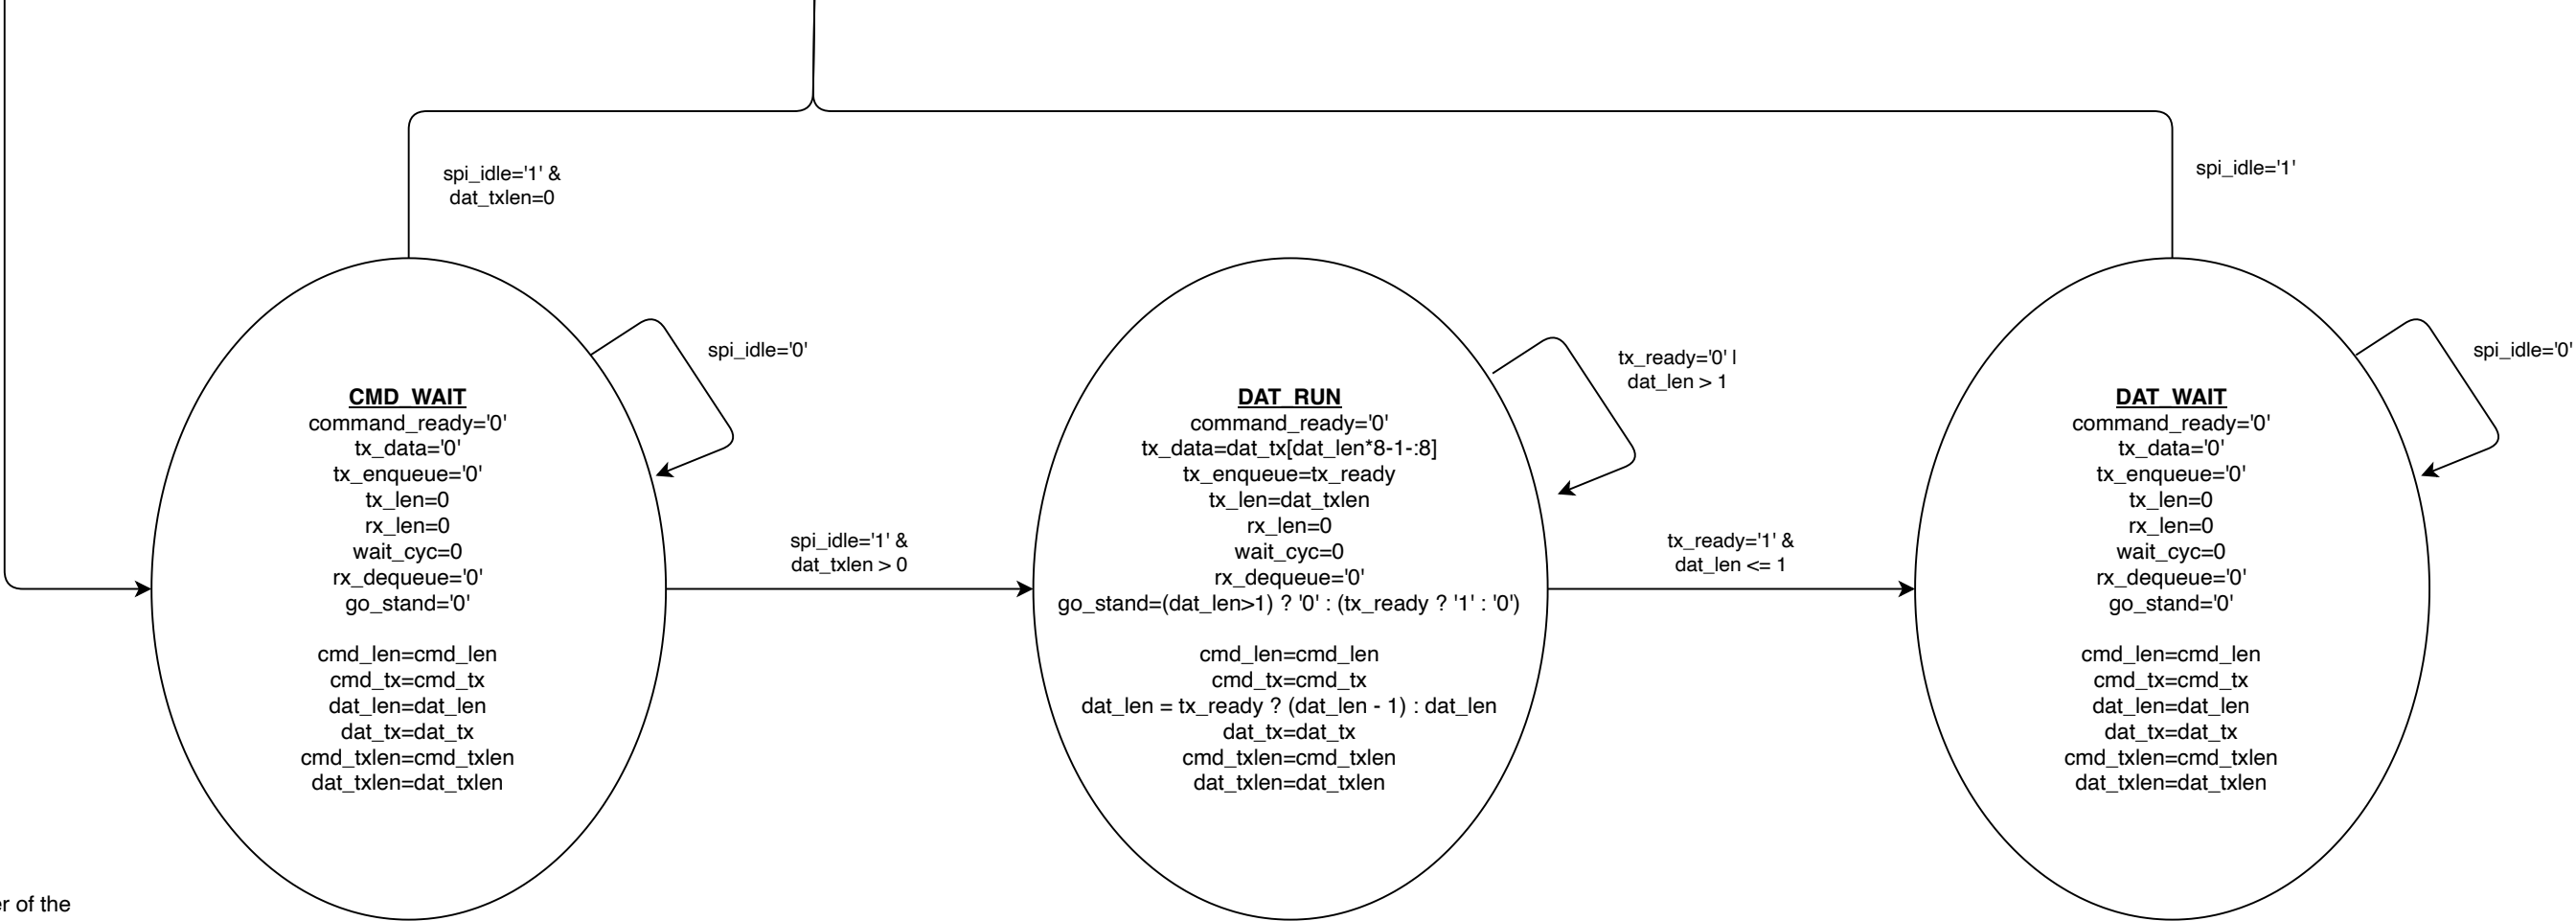 spi_idle='1' &
dat_txlen=0
spi_idle='1'
spi_idle='0'
CMD_WAIT
command_ready='0'
tx_data='0'
tx_enqueue='0'
tx_len=0
rx_len=0
wait_cyc=0
rx_dequeue='0'
go_stand='0'
cmd_len=cmd_len
cmd_tx=cmd_tx
dat_len=dat_len
dat_tx=dat_tx
cmd_txlen=cmd_txlen
dat_txlen=dat_txlen
spi_idle='1' &
dat_txlen > 0
tx_ready='0' |
dat_len > 1
DAT_RUN
command_ready='0'
tx_data=dat_tx[dat_len*8-1-:8]
tx_enqueue=tx_ready
tx_len=dat_txlen
rx_len=0
wait_cyc=0
rx_dequeue='0'
go_stand=(dat_len>1) ? '0' : (tx_ready ? '1' : '0')
cmd_len=cmd_len
cmd_tx=cmd_tx
dat_len = tx_ready ? (dat_len - 1) : dat_len
dat_tx=dat_tx
cmd_txlen=cmd_txlen
dat_txlen=dat_txlen
tx_ready='1' &
dat_len <= 1
spi_idle='0'
DAT_WAIT
command_ready='0'
tx_data='0'
tx_enqueue='0'
tx_len=0
rx_len=0
wait_cyc=0
rx_dequeue='0'
go_stand='0'
cmd_len=cmd_len
cmd_tx=cmd_tx
dat_len=dat_len
dat_tx=dat_tx
cmd_txlen=cmd_txlen
dat_txlen=dat_txlen
of the